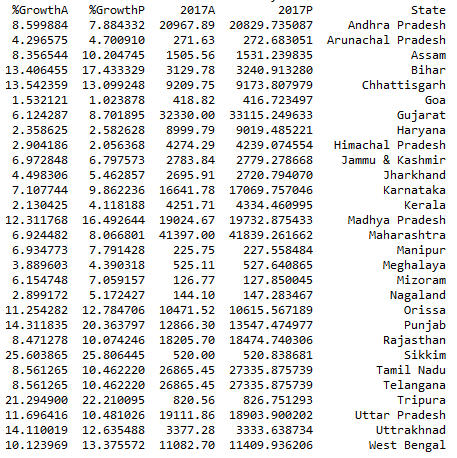 %GrowthA %GrowthP 2017A 2017P State
8.599884 7.884332 20967.89 20829.735087 Andhra Pradesh
4.296575 4.700910 271.63 272.683051 Arunachal Pradesh
8.356544 10.204745 1505.56 1531.239835 Assam
13.406455 17.433329 3129.78 3240.913280 Bihar
13.542359 13.099248 9209.75 9173.807979 Chhattisgarh
1.532121 1.023878 418.82 416.723497 Goa
6.124287 8.701895 32330.00 33115.249633 Gujarat
2.358625 2.582628 8999.79 9019.485221 Haryana
2.904186 2.056368 4274.29 4239.074554 Himachal Pradesh
6.972848 6.797573 2783.84 2779.278668 Jammu & Kashmir
4.498306 5.462857 2695.91 2720.794070 Jharkhand
7.107744 9.862236 16641.78 17069.757046 Karnataka
2.130425 4.118188 4251.71 4334.460995 Kerala
12.311768 16.492644 19024.67 19732.875433 Madhya Pradesh
6.924482 8.066801 41397.00 41839.261662 Maharashtra
6.934773 7.791428 225.75 227.558484 Manipur
3.889603 4.390318 525.11 527.640865 Meghalaya
6.154748 7.059157 126.77 127.850045 Mizoram
2.899172 5.172427 144.10 147.283467 Nagaland
11.254282 12.784706 10471.52 10615.567189 Orissa
14.311835 20.363797 12866.30 13547.474977 Punjab
8.471278 10.074246 18205.70 18474.740306 Rajasthan
25.603865 25.806445 520.00 520.838681 Sikkim
8.561265 10.462220 26865.45 27335.875739 Tamil Nadu
8.561265 10.462220 26865.45 27335.875739 Telangana
21.294900 22.210095 820.56 826.751293 Tripura
11.696416 10.481026 19111.86 18903.900202 Uttar Pradesh
14.110019 12.635488 3377.28 3333.638734 Uttrakhnad
10.123969 13.375572 11082.70 11409.936206 West Bengal